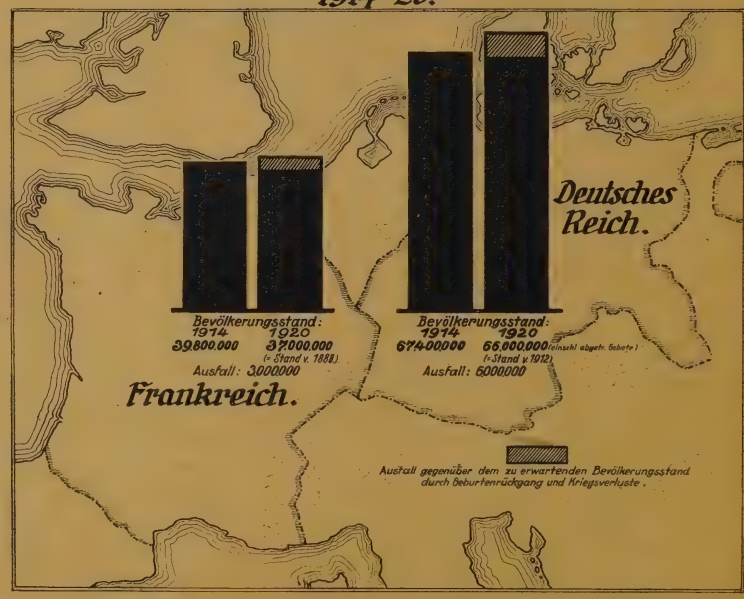 Deutsches
Reich.
Bevölkerungsstand:
1914 1920
39.800.000 37.000.000
(= Stand v. 1888)
Ausfall: 3.000.000
Frankreich.
Bevölkerungsstand:
1914 1920
67.400.000 66.000.000 (einschl. abgetr. Gebiete)
(= Stand v. 1912)
Ausfall: 6.000.000
Ausfall gegenüber dem zu erwartenden Bevölkerungsstand
durch Geburtenrückgang und Kriegsverluste.